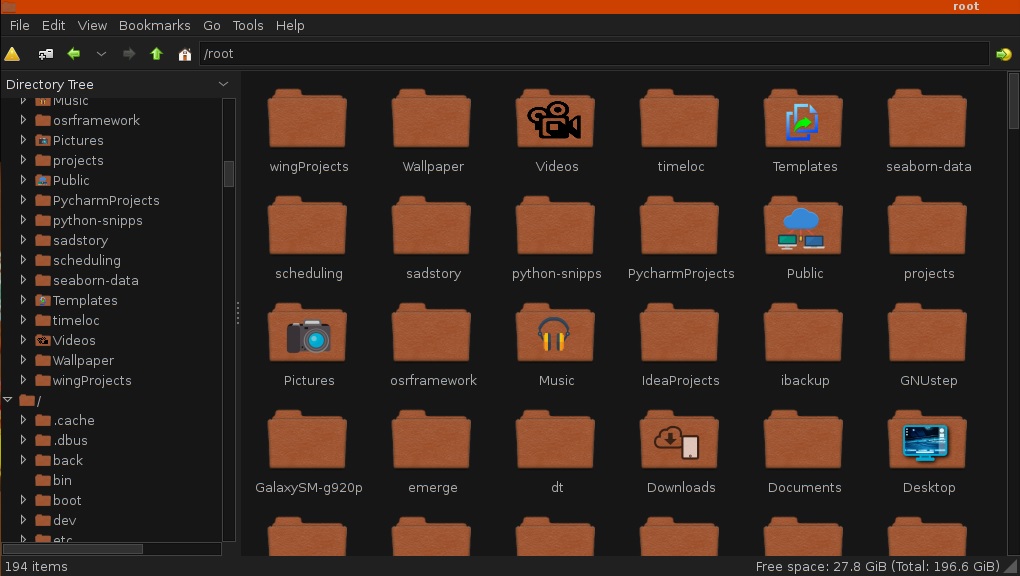 root
File Edit View Bookmarks Go Tools Help
/root
Directory Tree
Music
osrframework
Pictures
projects
Public
PycharmProjects
python-snipps
sadstory
scheduling
seaborn-data
Templates
timeloc
Videos
Wallpaper
wingProjects
/
.cache
.dbus
back
bin
boot
dev
etc
wingProjects Wallpaper Videos timeloc Templates seaborn-data
scheduling sadstory python-snipps PycharmProjects Public projects
Pictures osrframework Music IdeaProjects ibackup GNUstep
GalaxySM-g920p emerge dt Downloads Documents Desktop
194 items Free space: 27.8 GiB (Total: 196.6 GiB)